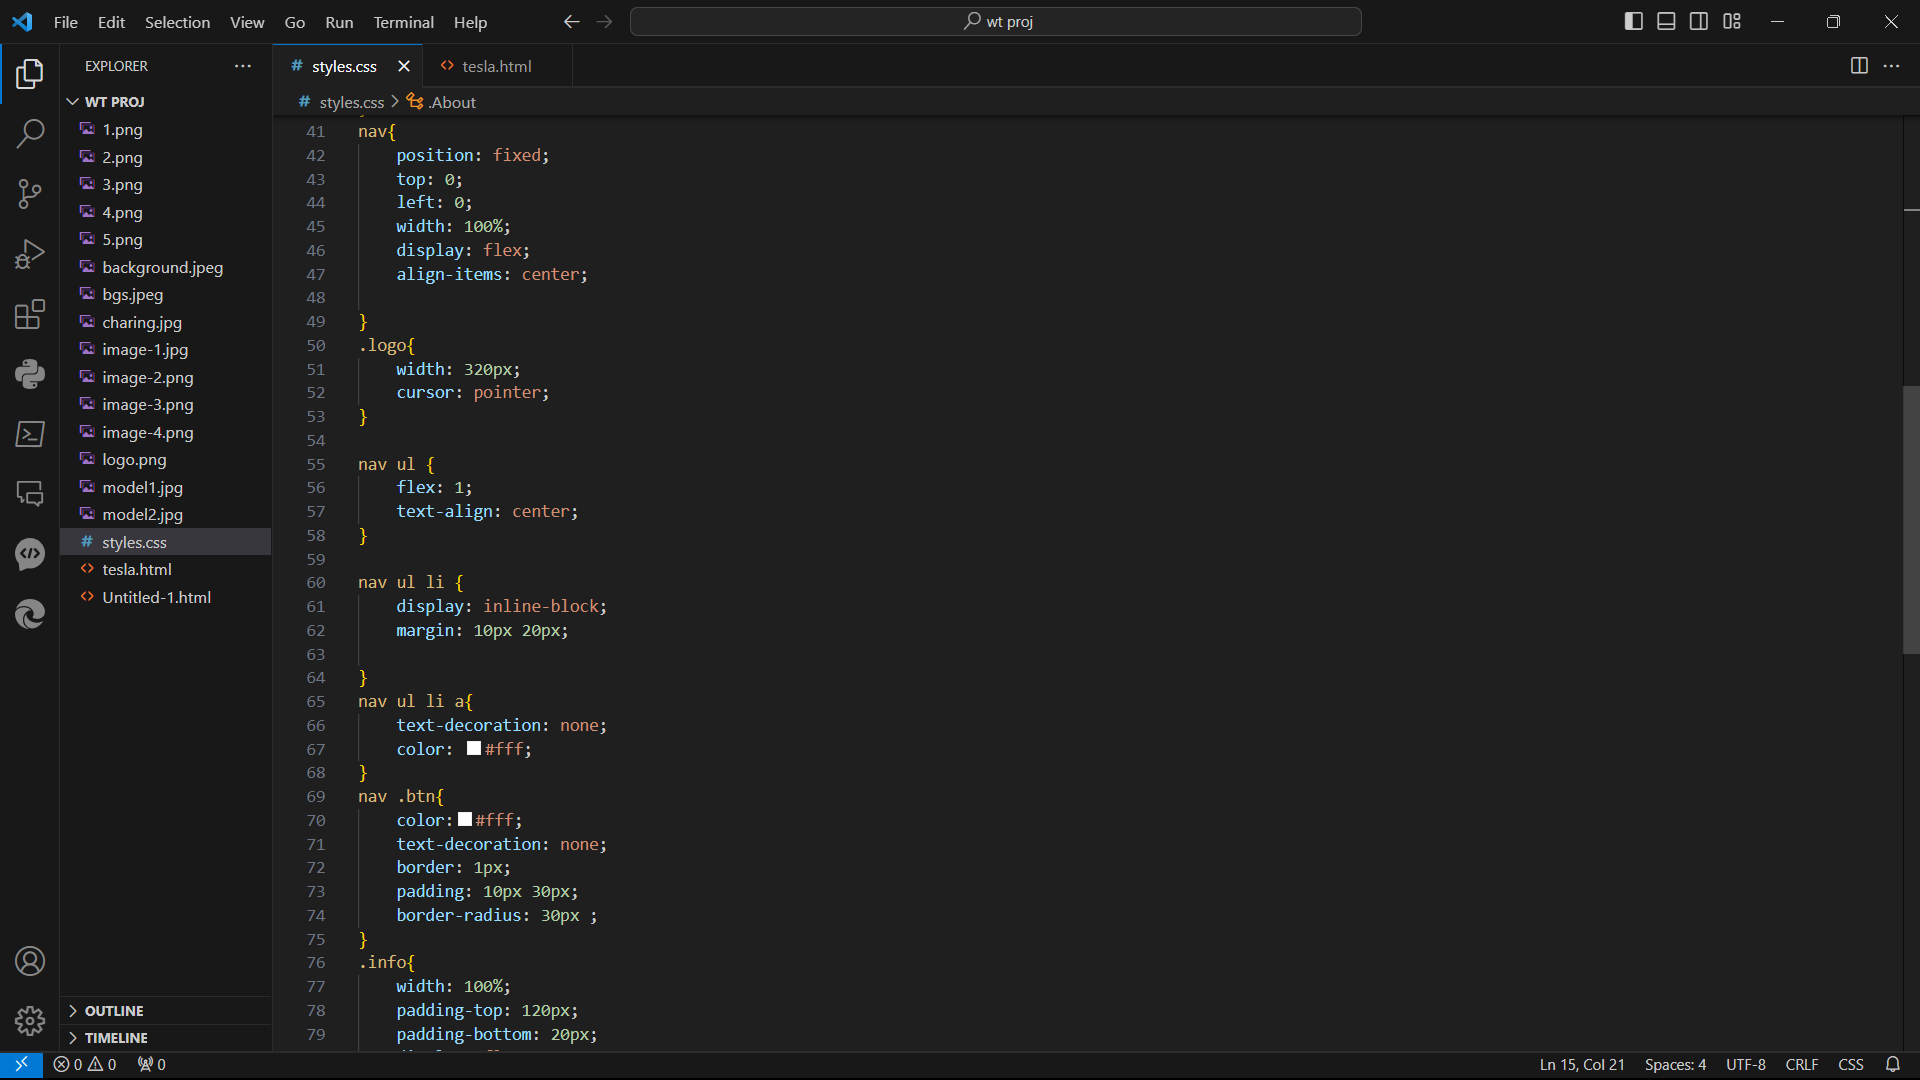 File Edit Selection View Go Run Terminal Help
wt proj
EXPLORER
WT PROJ
1.png
2.png
3.png
4.png
5.png
background.jpeg
bgs.jpeg
charing.jpg
image-1.jpg
image-2.png
image-3.png
image-4.png
logo.png
model1.jpg
model2.jpg
# styles.css
<> tesla.html
<> Untitled-1.html
OUTLINE
TIMELINE
# styles.css
<> tesla.html
# styles.css > .About
41 nav{
42     position: fixed;
43     top: 0;
44     left: 0;
45     width: 100%;
46     display: flex;
47     align-items: center;
48
49 }
50 .logo{
51     width: 320px;
52     cursor: pointer;
53 }
54
55 nav ul {
56     flex: 1;
57     text-align: center;
58 }
59
60 nav ul li {
61     display: inline-block;
62     margin: 10px 20px;
63
64 }
65 nav ul li a{
66     text-decoration: none;
67     color: #fff;
68 }
69 nav .btn{
70     color:#fff;
71     text-decoration: none;
72     border: 1px;
73     padding: 10px 30px;
74     border-radius: 30px ;
75 }
76 .info{
77     width: 100%;
78     padding-top: 120px;
79     padding-bottom: 20px;
0 0 0
Ln 15, Col 21 Spaces: 4 UTF-8 CRLF CSS